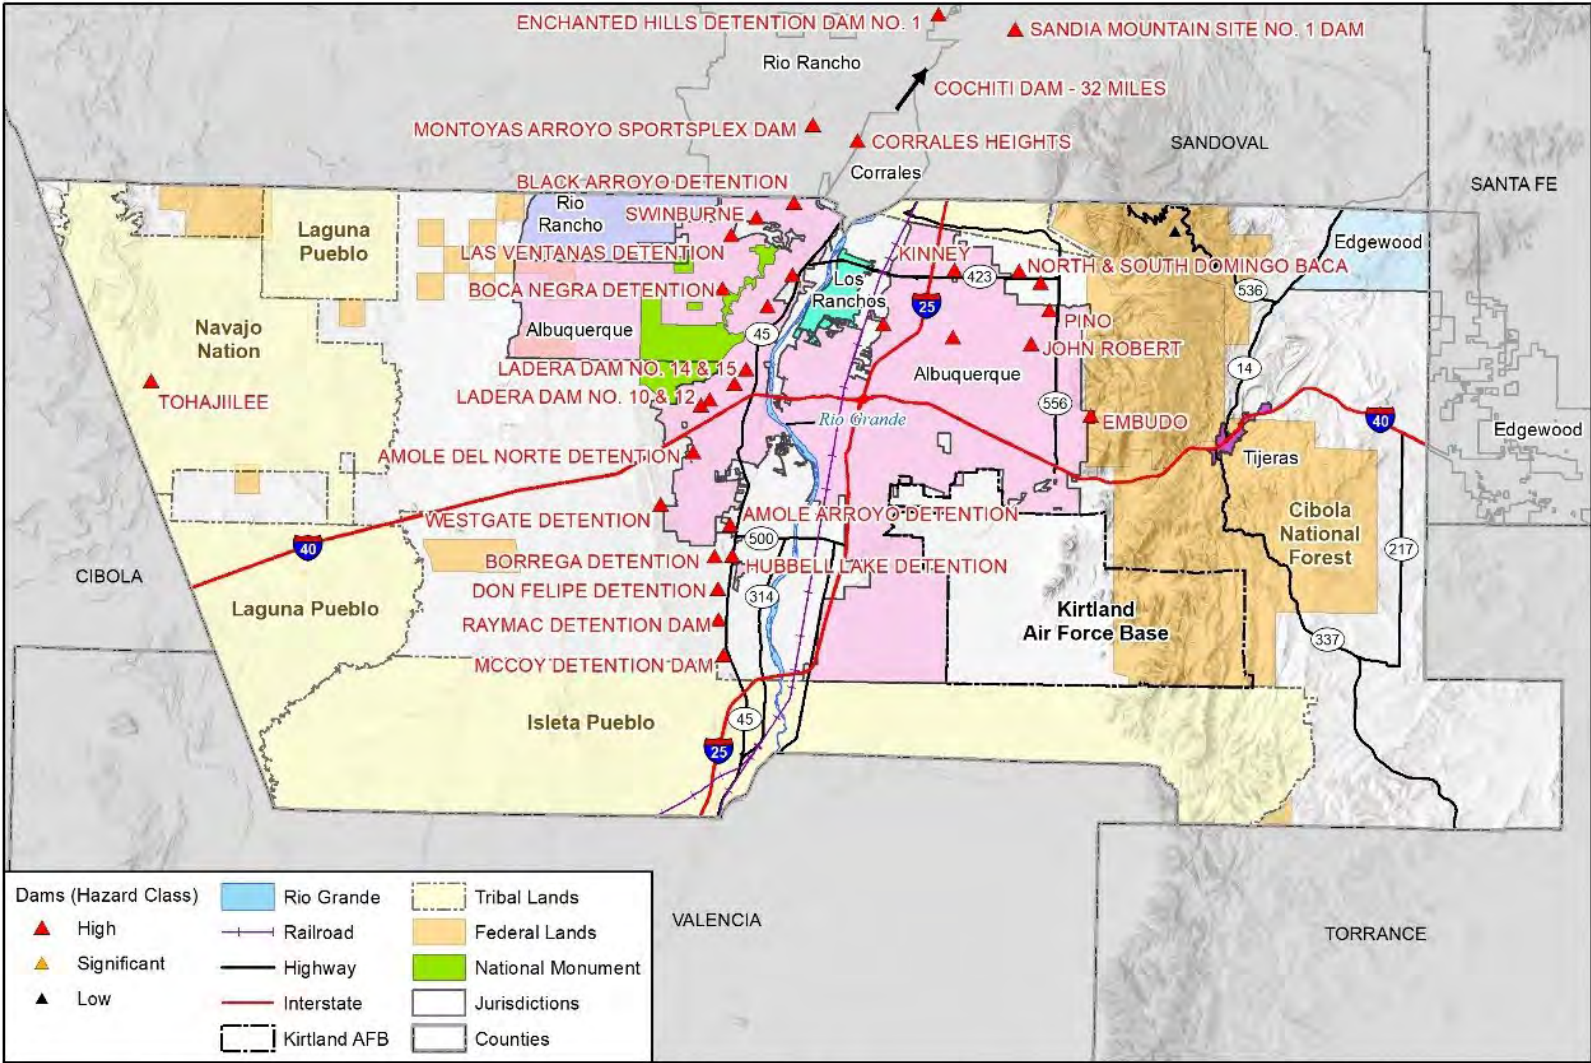 ENCHANTED HILLS DETENTION DAM NO. 1
SANDIA MOUNTAIN SITE NO. 1 DAM
Rio Rancho
COCHITI DAM - 32 MILES
MONTOYAS ARROYO SPORTSPLEX DAM
CORRALES HEIGHTS
SANDOVAL
Corrales
SANTA FE
BLACK ARROYO DETENTION
Rio
Rancho
SWINBURNE
Laguna
Pueblo
LAS VENTANAS DETENTION
KINNEY
Edgewood
NORTH & SOUTH DOMINGO BACA
423
BOCA NEGRA DETENTION
Los
Ranchos
536
25
Navajo
Nation
Albuquerque
45
PINO
JOHN ROBERT
LADERA DAM NO. 14 & 15
Albuquerque
14
TOHAJIILEE
LADERA DAM NO. 10 & 12
556
Rio Grande
EMBUDO
40
Edgewood
AMOLE DEL NORTE DETENTION
Tijeras
WESTGATE DETENTION
AMOLE ARROYO DETENTION
Cibola
National
Forest
500
40
217
CIBOLA
BORREGA DETENTION
HUBBELL LAKE DETENTION
DON FELIPE DETENTION
314
Laguna Pueblo
Kirtland
Air Force Base
RAYMAC DETENTION DAM
337
MCCOY DETENTION DAM
Isleta Pueblo
45
25
VALENCIA
TORRANCE
Dams (Hazard Class)
High
Significant
Low
Rio Grande
Railroad
Highway
Interstate
Kirtland AFB
Tribal Lands
Federal Lands
National Monument
Jurisdictions
Counties